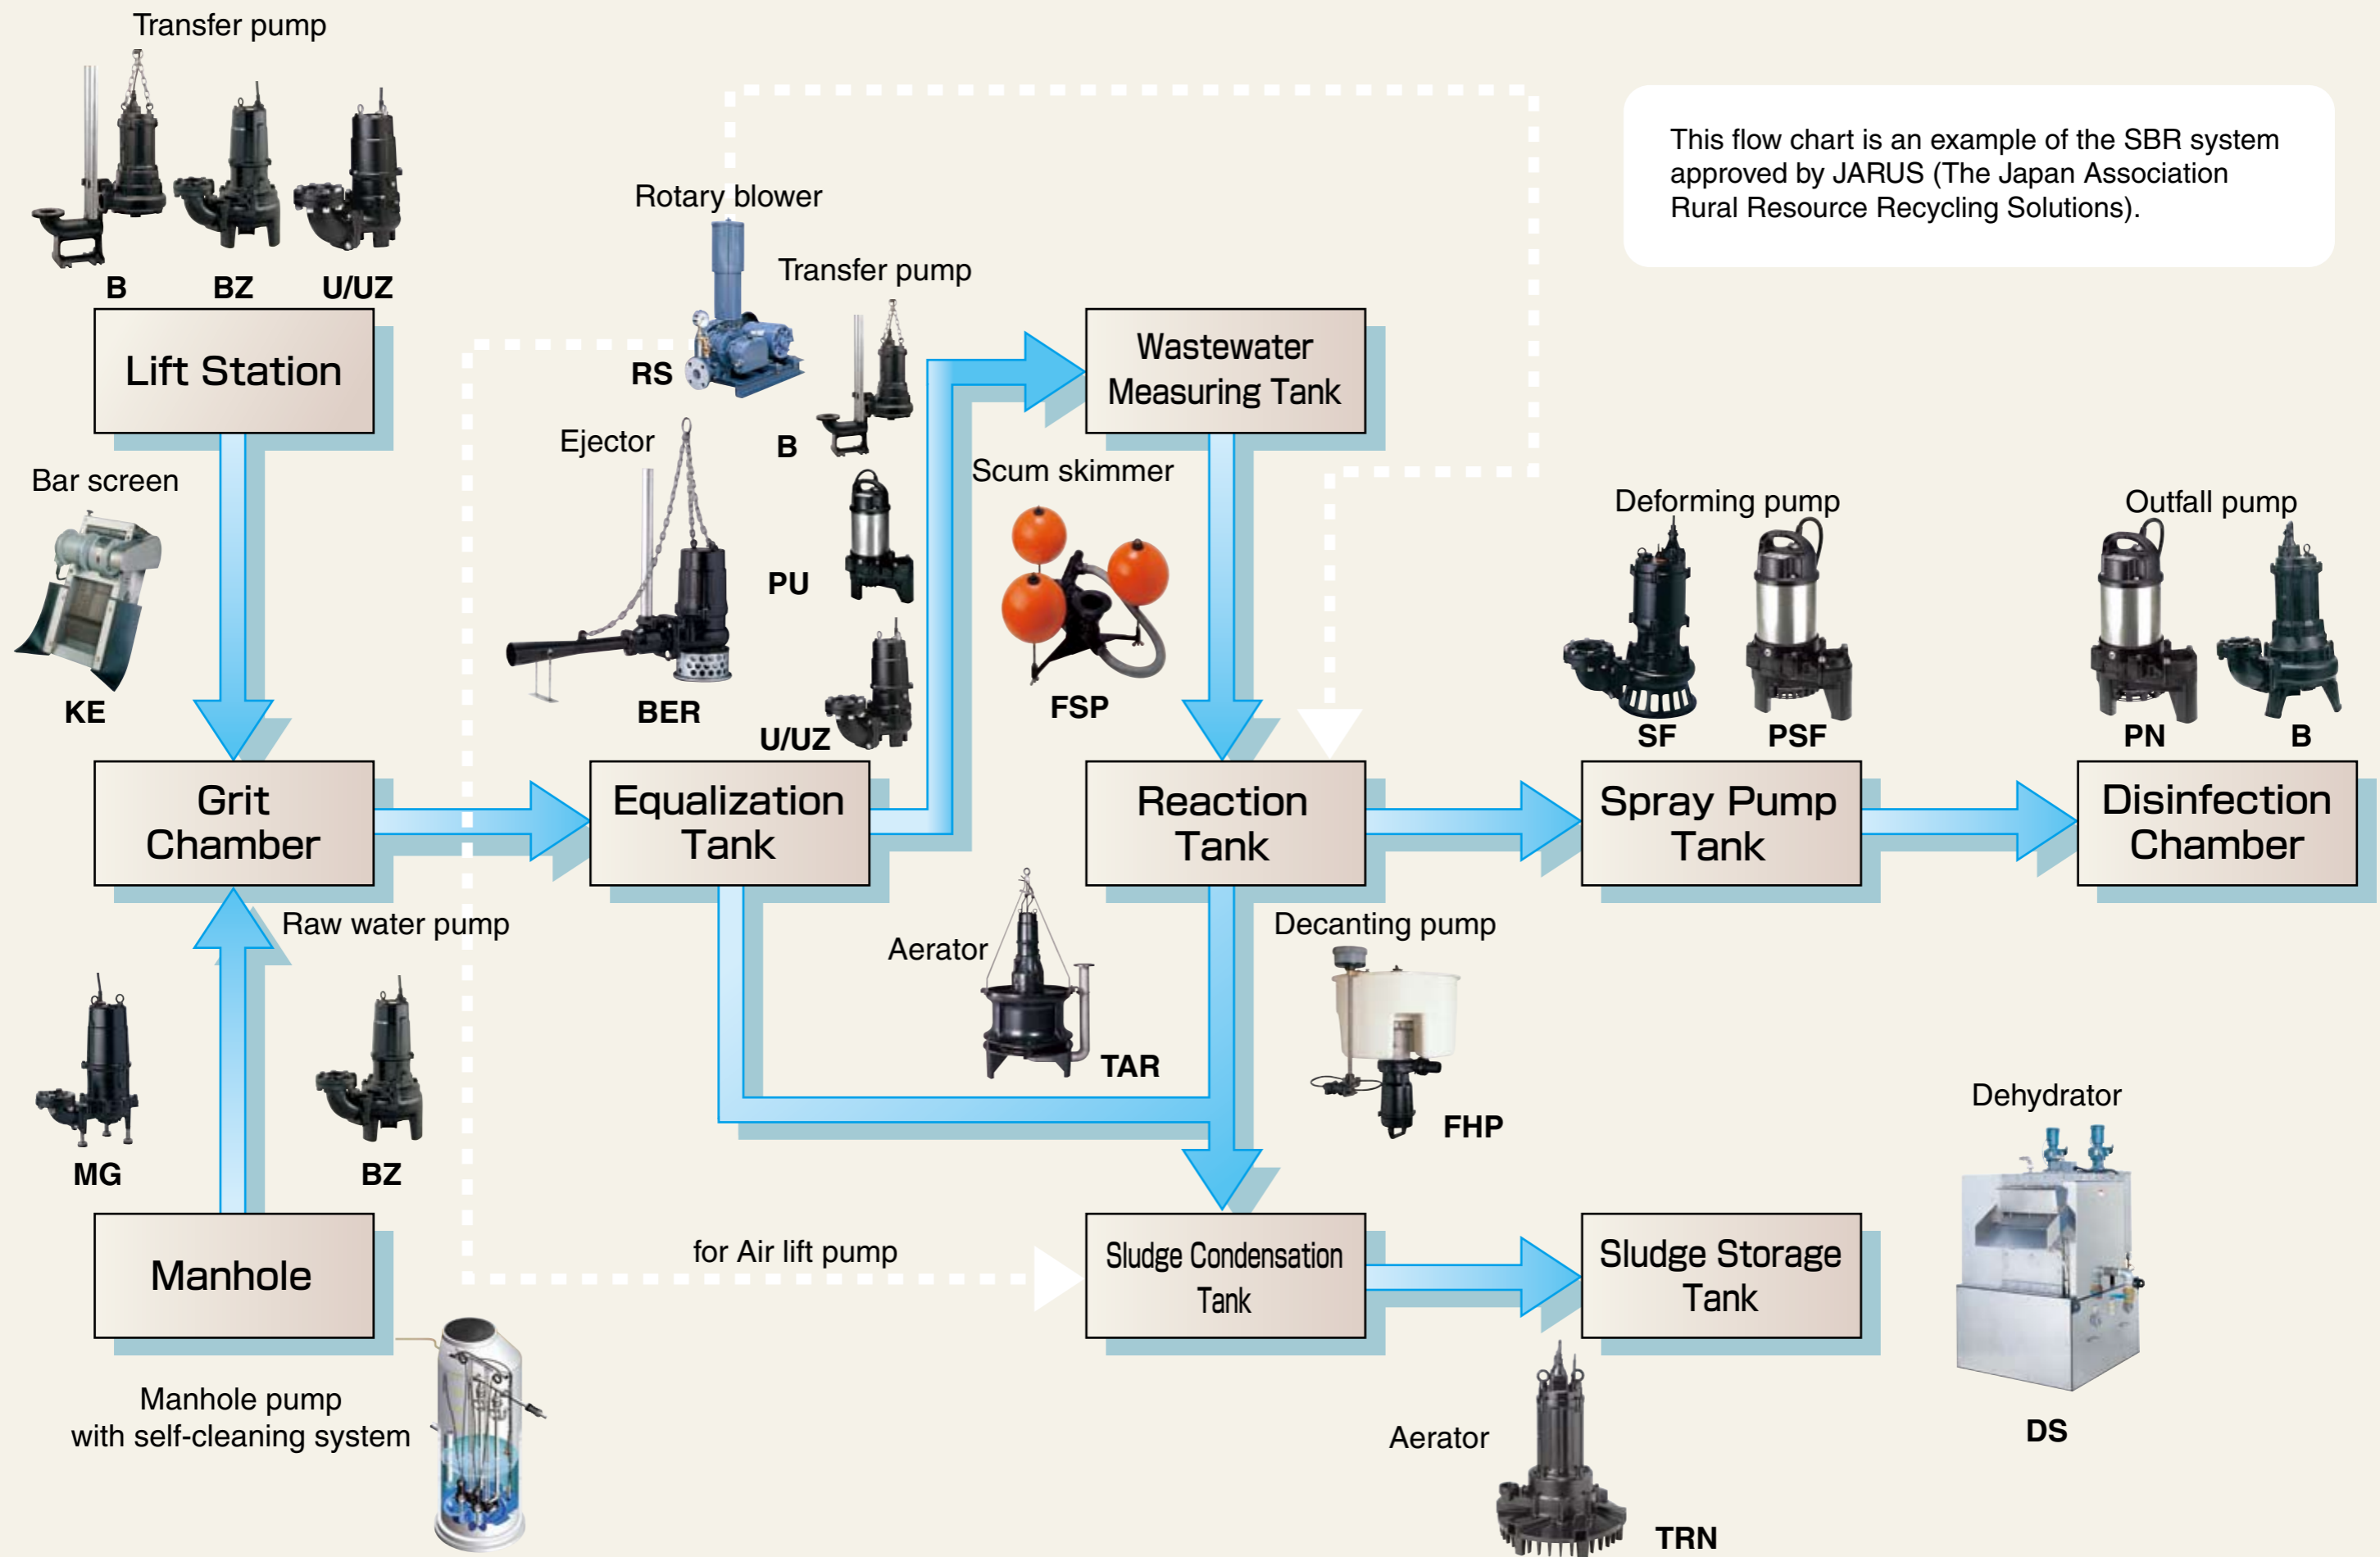 Transfer pump
B
BZ
U/UZ
Lift Station
Bar screen
KE
Grit
Chamber
Raw water pump
MG
BZ
Manhole
Manhole pump
with self-cleaning system
Rotary blower
RS
Transfer pump
B
Ejector
BER
PU
U/UZ
Equalization
Tank
Wastewater
Measuring Tank
Scum skimmer
FSP
Reaction
Tank
Aerator
TAR
Decanting pump
FHP
for Air lift pump
Sludge Condensation
Tank
This flow chart is an example of the SBR system
approved by JARUS (The Japan Association
Rural Resource Recycling Solutions).
Deforming pump
SF
PSF
Spray Pump
Tank
Outfall pump
PN
B
Disinfection
Chamber
Sludge Storage
Tank
Aerator
TRN
Dehydrator
DS